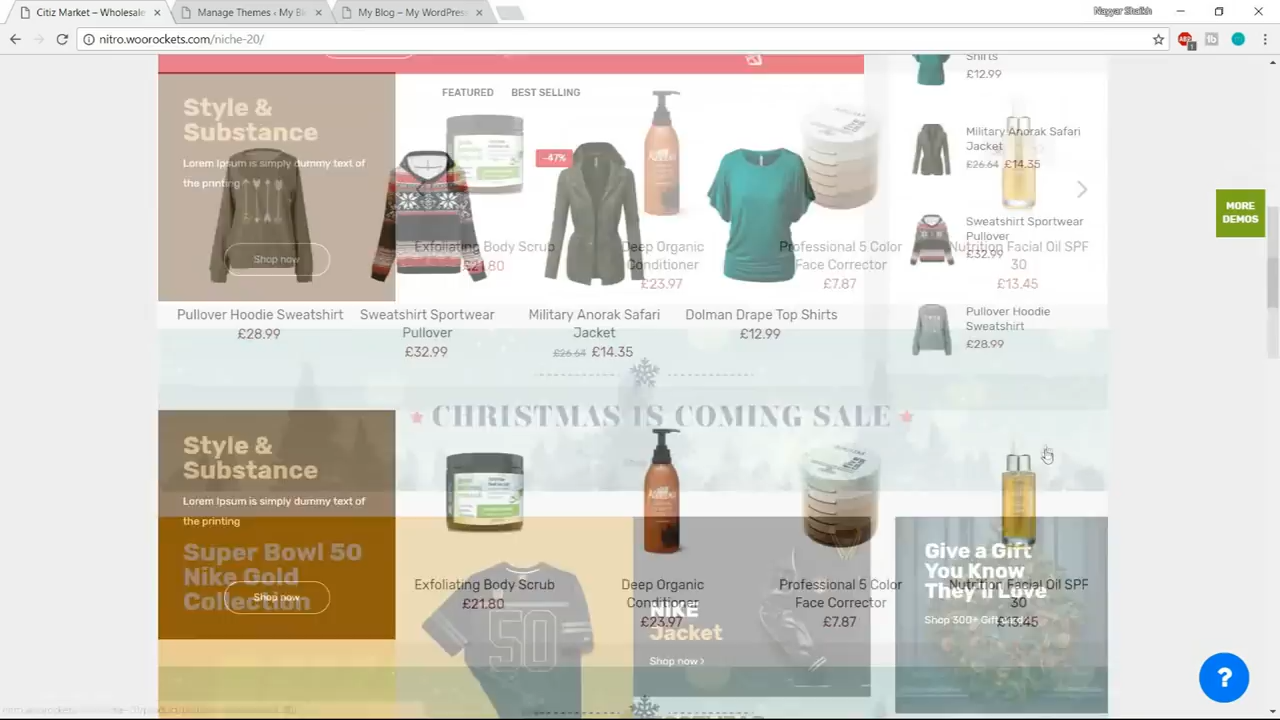 Citiz Market – Wholesale
Manage Themes ‹ My Bl
My Blog – My WordPress
Nayyar Shaikh
nitro.woorockets.com/niche-20/
Style &
Substance
Lorem Ipsum is simply dummy text of
the printing
Shop now
FEATURED
BEST SELLING
-47%
Pullover Hoodie Sweatshirt
£28.99
Sweatshirt Sportwear
Pullover
£32.99
Military Anorak Safari
Jacket
£26.64 £14.35
Dolman Drape Top Shirts
£12.99
Exfoliating Body Scrub
£21.80
Deep Organic
Conditioner
£23.97
Professional 5 Color
Face Corrector
£7.87
Nutrition Facial Oil SPF
30
£13.45
Shirts
£12.99
Military Anorak Safari
Jacket
£26.64 £14.35
Sweatshirt Sportwear
Pullover
£32.99
Pullover Hoodie
Sweatshirt
£28.99
MORE
DEMOS
CHRISTMAS IS COMING SALE
Style &
Substance
Lorem Ipsum is simply dummy text of
the printing
Super Bowl 50
Nike Gold
Collection
Shop now
50
Exfoliating Body Scrub
£21.80
Deep Organic
Conditioner
£23.97
NIKE
Jacket
Shop now ›
Professional 5 Color
Face Corrector
£7.87
Give a Gift
You Know
They'll Love
Nutrition Facial Oil SPF
30
£13.45
Shop 300+ Gift card
?